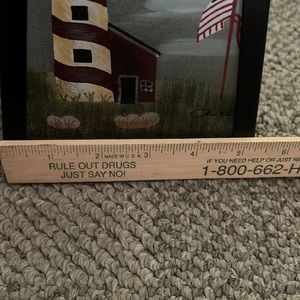 1 2 MADE IN U.S.A. 3 4 5 6
RULE OUT DRUGS
JUST SAY NO!
IF YOU NEED HELP OR JUST
1-800-662-H